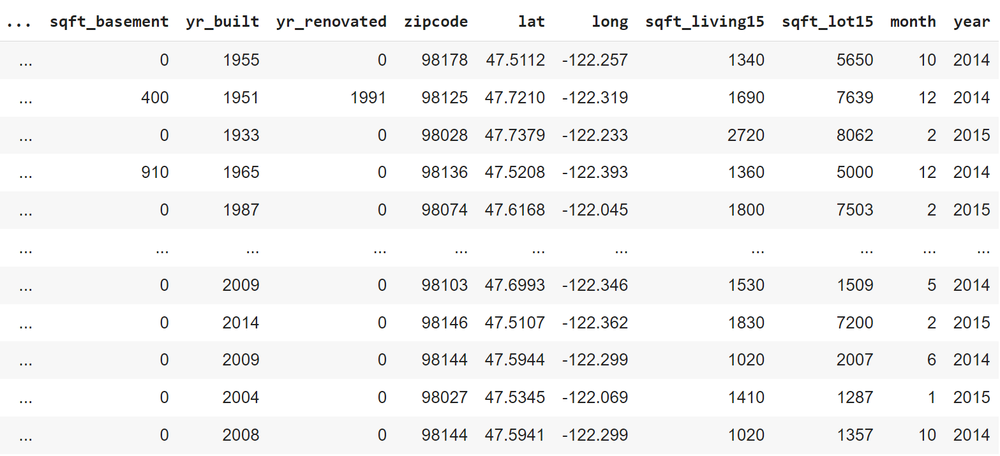 ... sqft_basement yr_built yr_renovated zipcode lat long sqft_living15 sqft_lot15 month year
... 0 1955 0 98178 47.5112 -122.257 1340 5650 10 2014
... 400 1951 1991 98125 47.7210 -122.319 1690 7639 12 2014
... 0 1933 0 98028 47.7379 -122.233 2720 8062 2 2015
... 910 1965 0 98136 47.5208 -122.393 1360 5000 12 2014
... 0 1987 0 98074 47.6168 -122.045 1800 7503 2 2015
... ... ... ... ... ... ... ... ... ... ...
... 0 2009 0 98103 47.6993 -122.346 1530 1509 5 2014
... 0 2014 0 98146 47.5107 -122.362 1830 7200 2 2015
... 0 2009 0 98144 47.5944 -122.299 1020 2007 6 2014
... 0 2004 0 98027 47.5345 -122.069 1410 1287 1 2015
... 0 2008 0 98144 47.5941 -122.299 1020 1357 10 2014